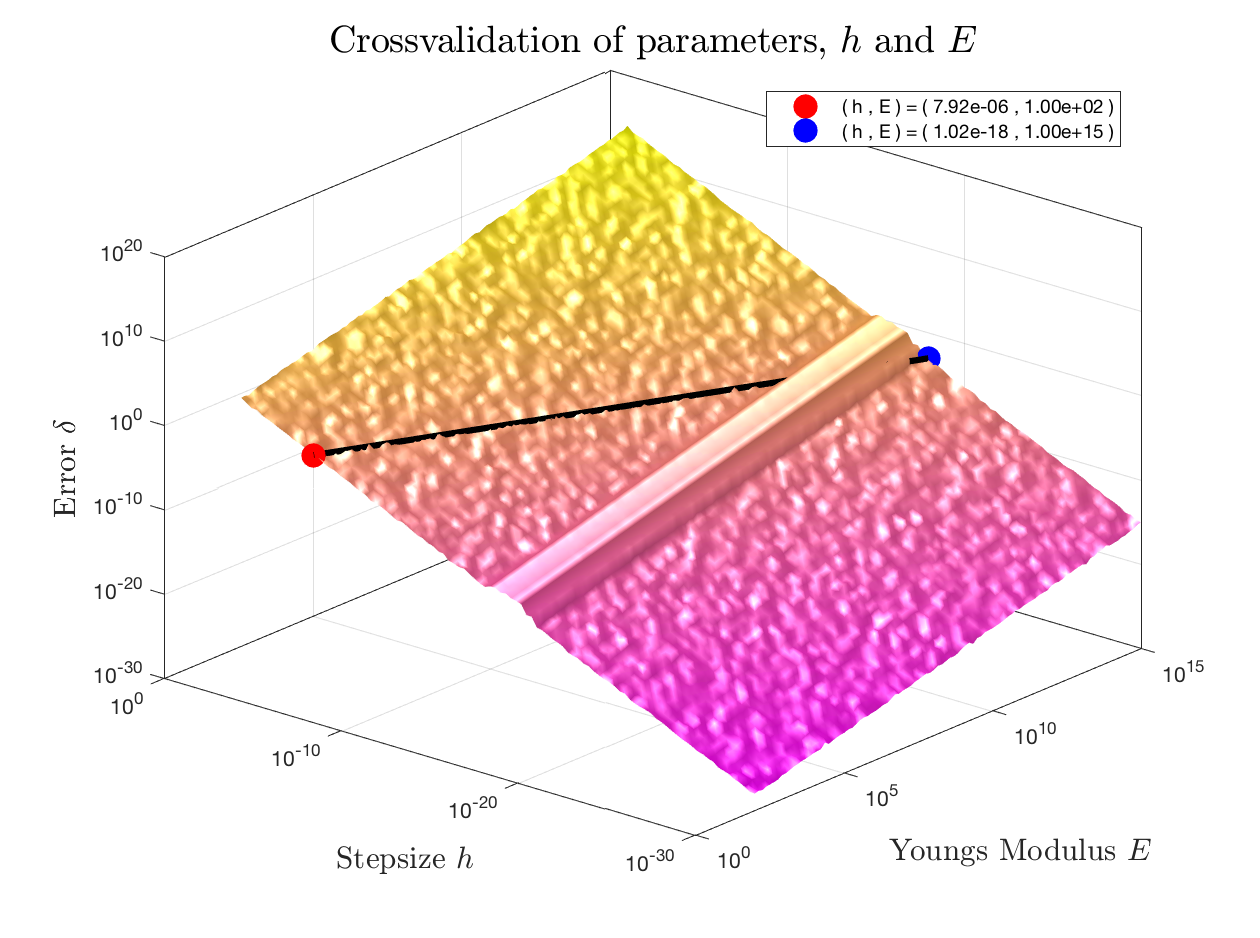 Crossvalidation of parameters, h and E
( h , E ) = ( 7.92e-06 , 1.00e+02 )
( h , E ) = ( 1.02e-18 , 1.00e+15 )
10^20
10^10
10^0
10^-10
10^-20
10^-30
Error δ
10^0
10^-10
10^-20
10^-30
Stepsize h
10^0
10^5
10^10
10^15
Youngs Modulus E